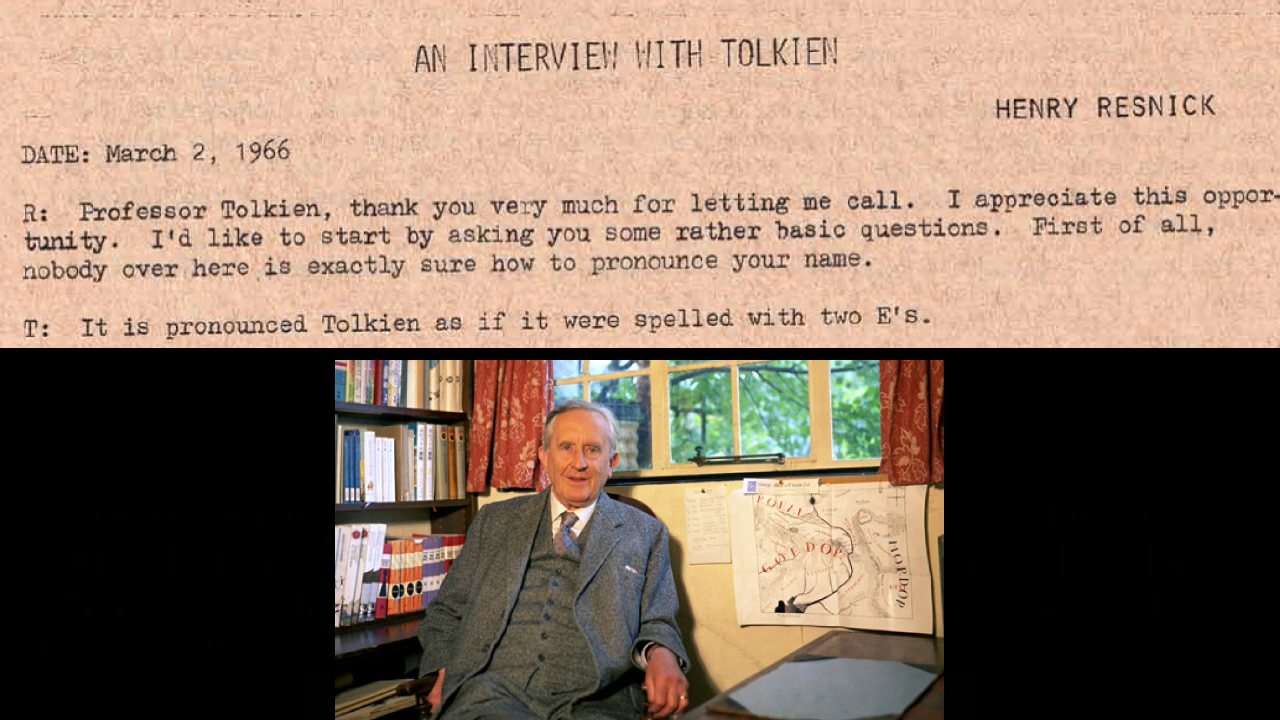 AN INTERVIEW WITH TOLKIEN
HENRY RESNICK
DATE: March 2, 1966
R: Professor Tolkien, thank you very much for letting me call. I appreciate this oppor-
tunity. I'd like to start by asking you some rather basic questions. First of all,
nobody over here is exactly sure how to pronounce your name.
T: It is pronounced Tolkien as if it were spelled with two E's.